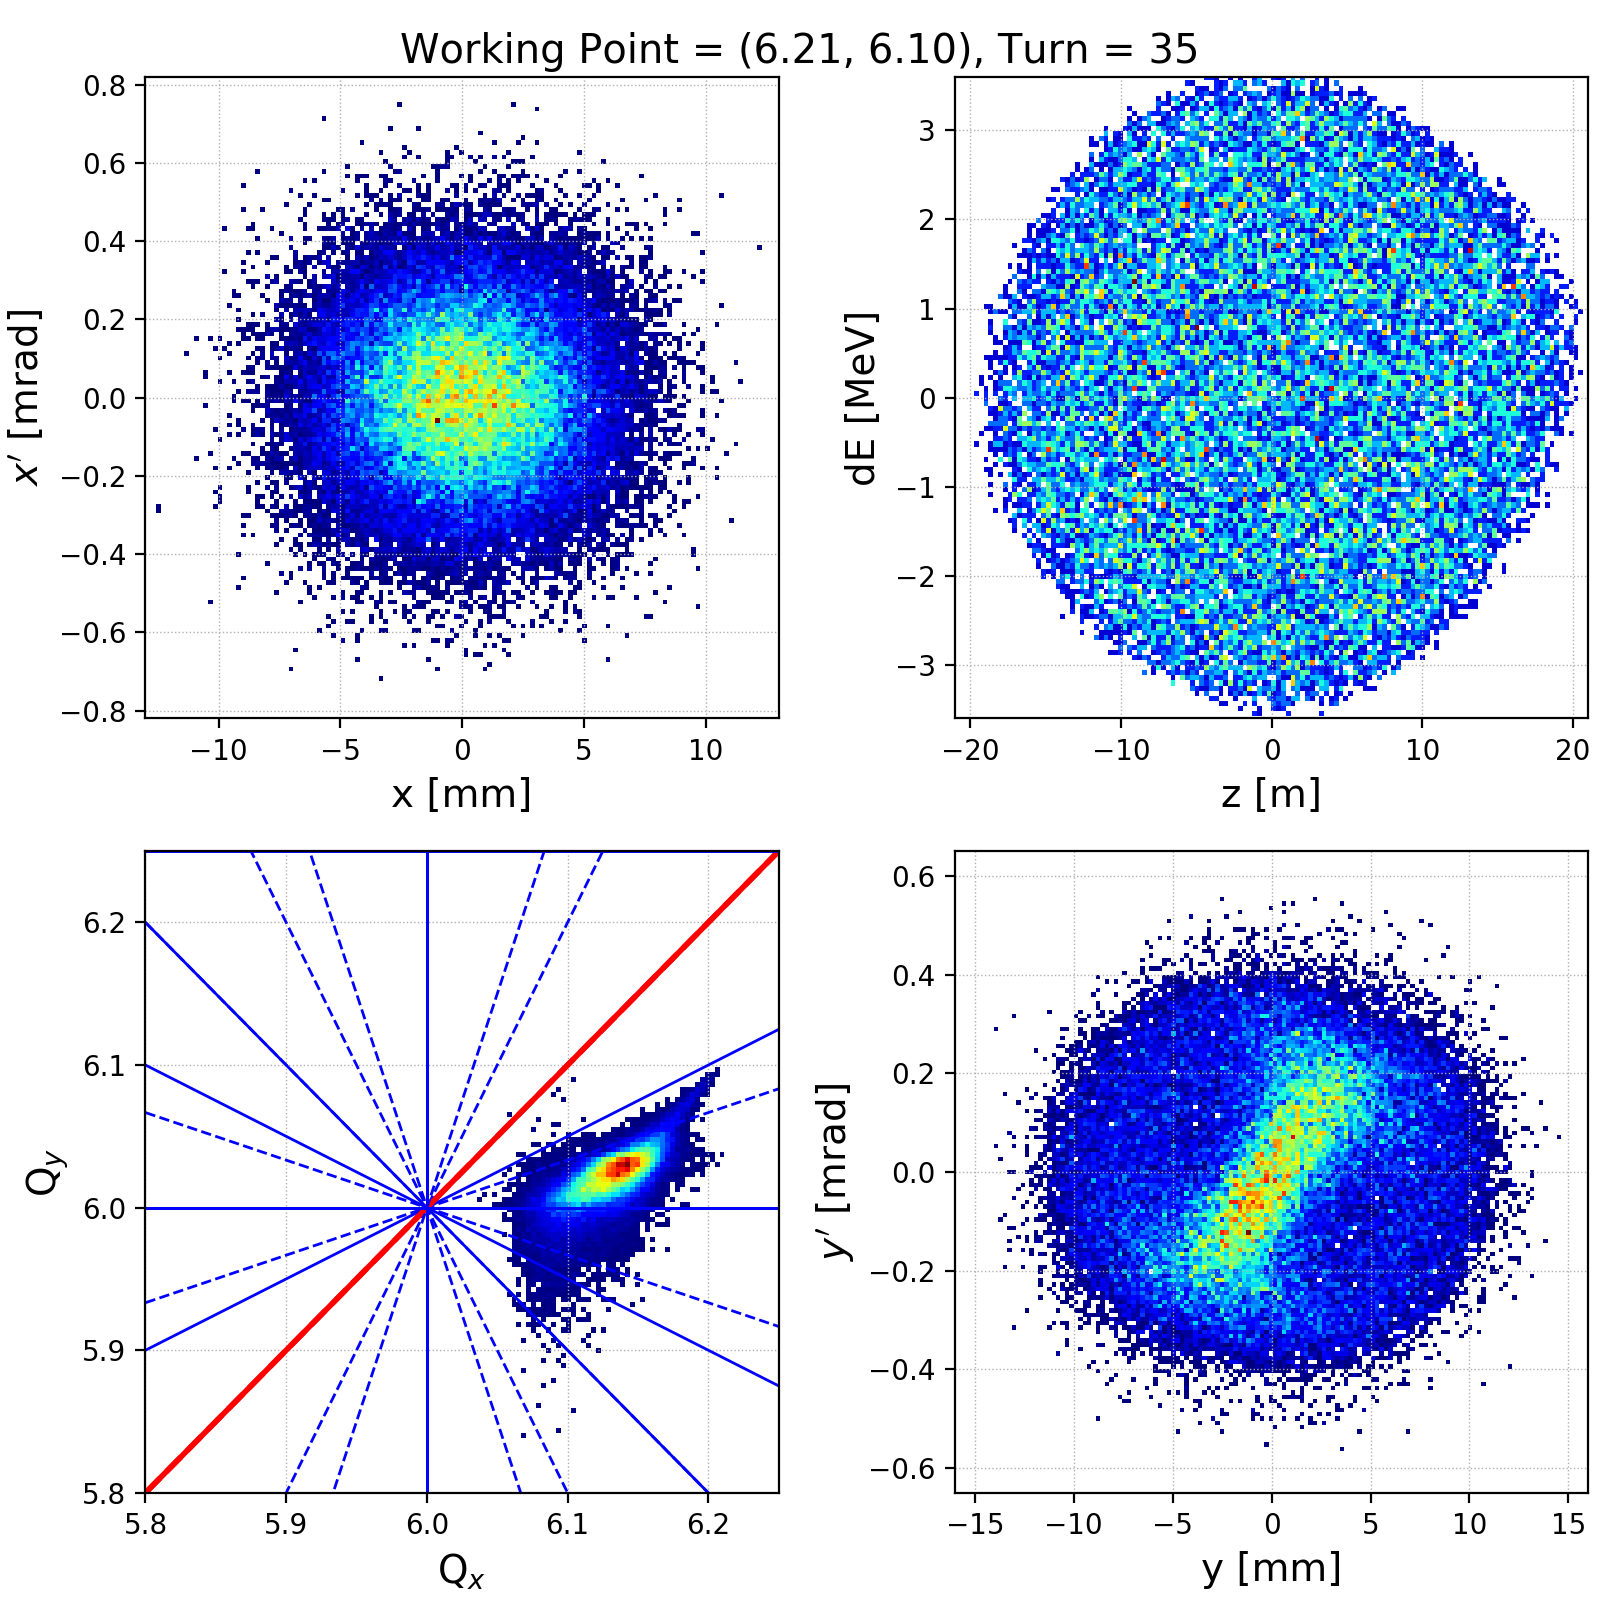 Working Point = (6.21, 6.10), Turn = 35
0.8
0.6
0.4
0.2
0.0
−0.2
−0.4
−0.6
−0.8
x′ [mrad]
−10 −5 0 5 10
x [mm]
3
2
1
0
−1
−2
−3
dE [MeV]
−20 −10 0 10 20
z [m]
6.2
6.1
6.0
5.9
5.8
Qy
5.8 5.9 6.0 6.1 6.2
Qx
0.6
0.4
0.2
0.0
−0.2
−0.4
−0.6
y′ [mrad]
−15 −10 −5 0 5 10 15
y [mm]